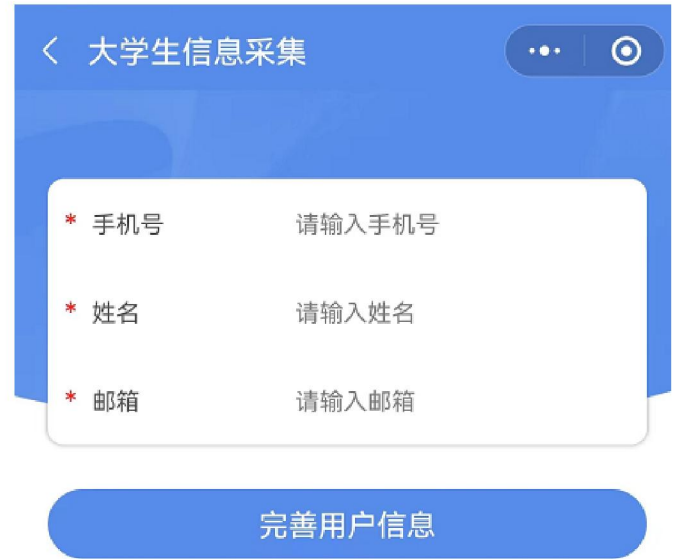 大学生信息采集
* 手机号 请输入手机号
* 姓名 请输入姓名
* 邮箱 请输入邮箱
完善用户信息